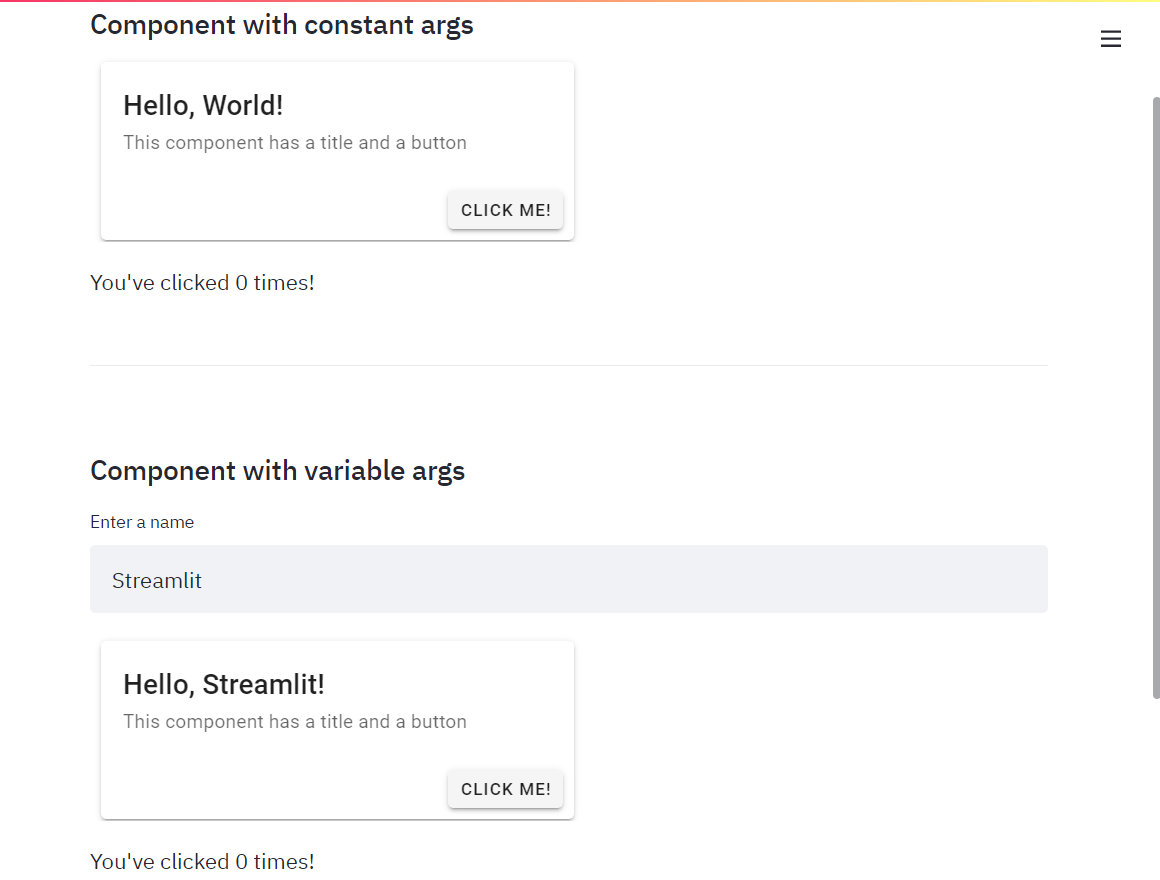 Component with constant args
Hello, World!
This component has a title and a button
CLICK ME!
You've clicked 0 times!
Component with variable args
Enter a name
Streamlit
Hello, Streamlit!
This component has a title and a button
CLICK ME!
You've clicked 0 times!